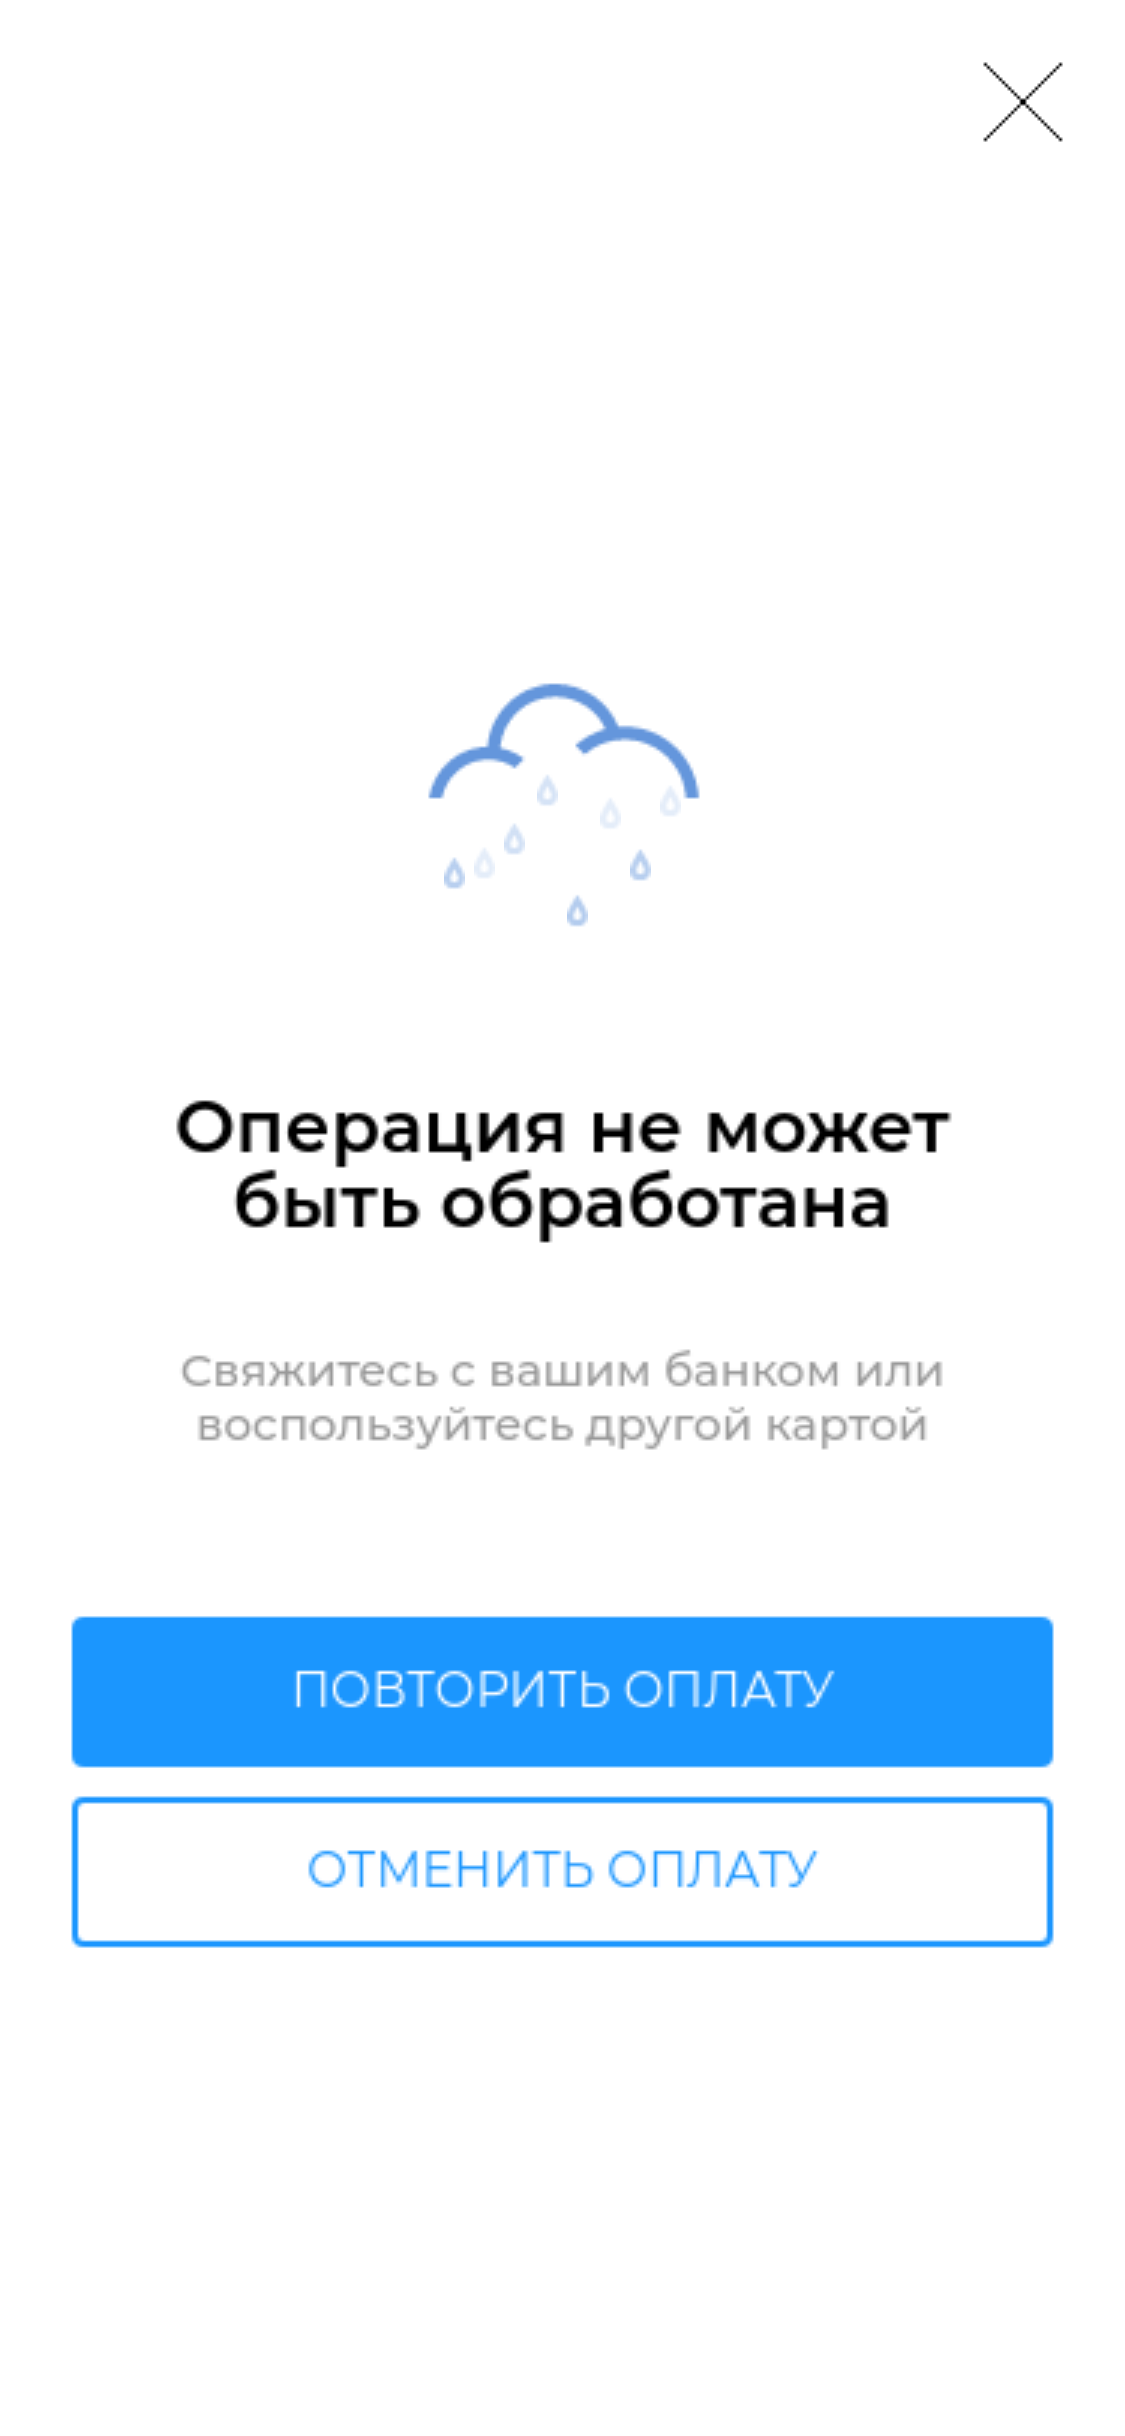 Операция не может
быть обработана
Свяжитесь с вашим банком или
воспользуйтесь другой картой
ПОВТОРИТЬ ОПЛАТУ
ОТМЕНИТЬ ОПЛАТУ